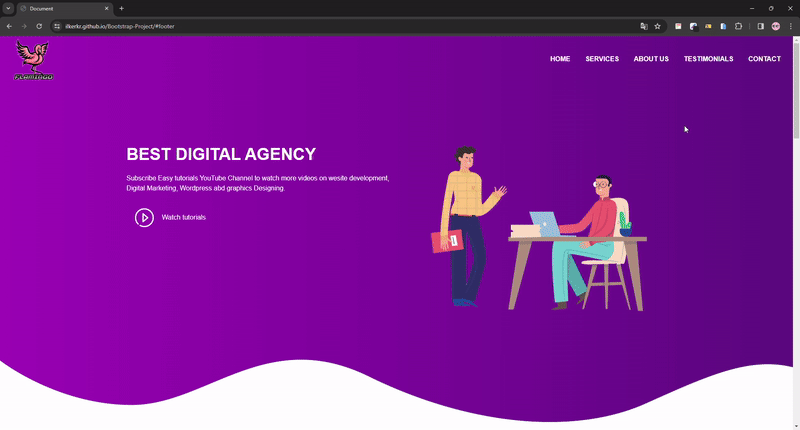 Document
ilkerkr.github.io/Bootstrap-Project/#footer
FLAMINGO
HOME SERVICES ABOUT US TESTIMONIALS CONTACT
BEST DIGITAL AGENCY
Subscribe Easy tutorials YouTube Channel to watch more videos on wesite development,
Digital Marketing, Wordpress abd graphics Designing.
Watch tutorials